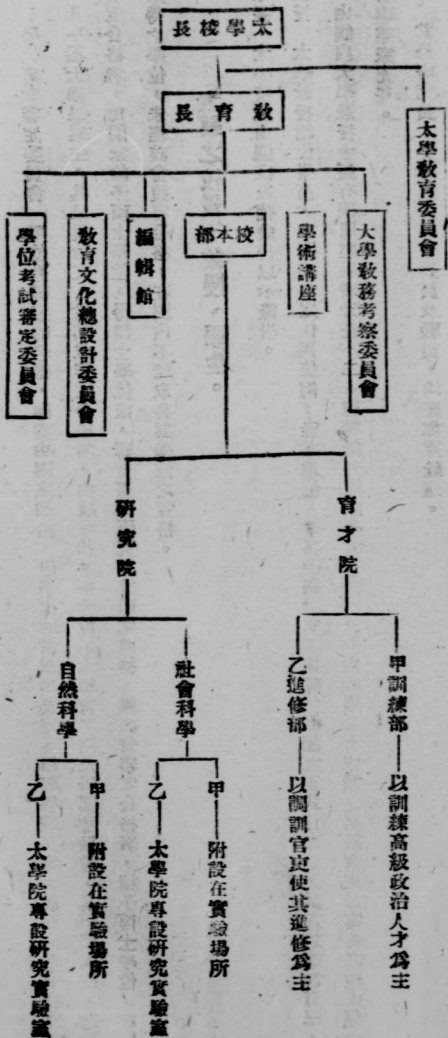 太學校長
教育長
太學教育委員會
大學教務考察委員會
學術講座
校本部
編輯館
教育文化總設計委員會
學位考試審定委員會
育才院
研究院
甲訓練部——以訓練高級政治人才爲主
乙進修部——以調訓官吏使其進修爲主
社會科學
自然科學
甲——附設在實驗場所
乙——太學院專設研究實驗室
甲——附設在實驗場所
乙——太學院專設研究實驗室